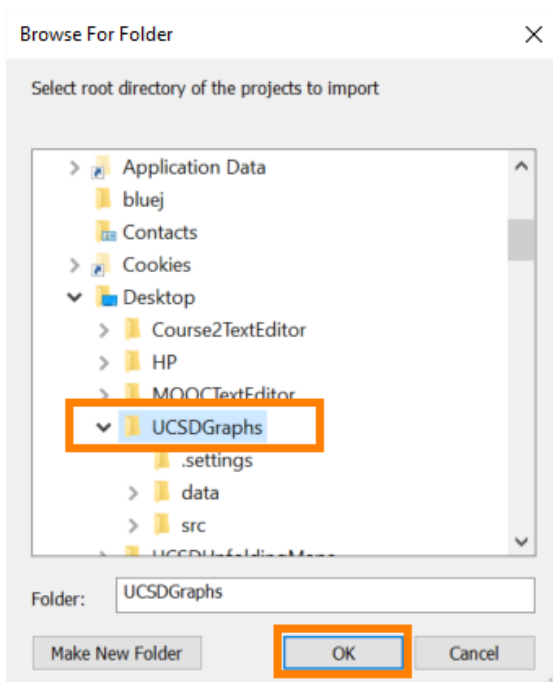 Browse For Folder
Select root directory of the projects to import
Application Data
bluej
Contacts
Cookies
Desktop
Course2TextEditor
HP
MOOCTextEditor
UCSDGraphs
.settings
data
src
UCSDUnfoldingMaps
Folder: UCSDGraphs
Make New Folder OK Cancel